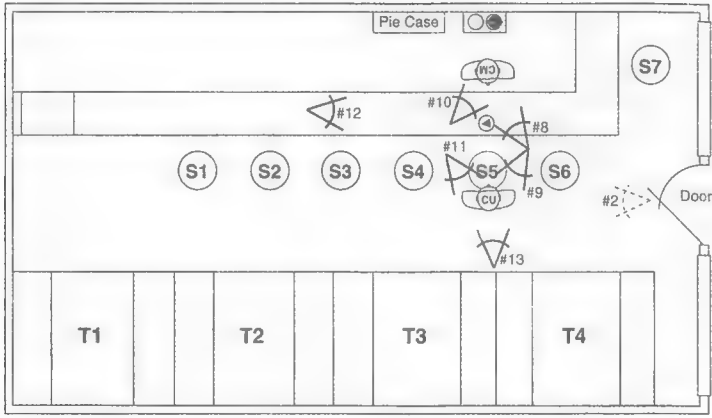 Pie Case
S7
CM
#10
#12
#8
#11
S1
S2
S3
S4
S5
S6
#9
CU
#2
Door
#13
T1
T2
T3
T4